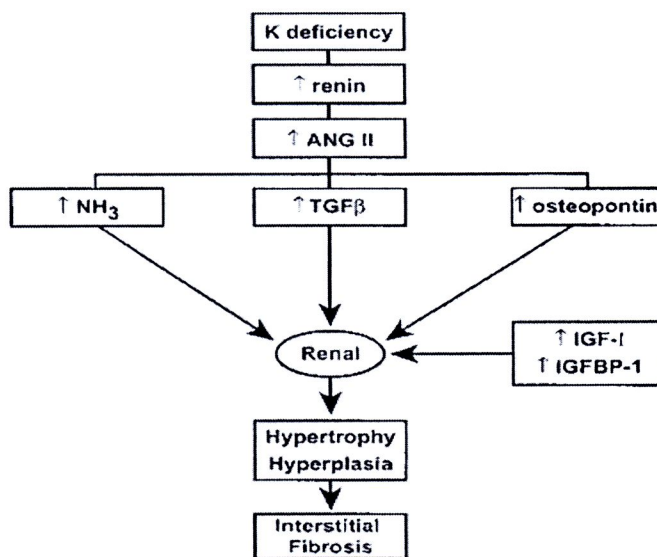 K deficiency
↑ renin
↑ ANG II
↑ NH₃
↑ TGFβ
↑ osteopontin
Renal
↑ IGF-I
↑ IGFBP-1
Hypertrophy
Hyperplasia
Interstitial
Fibrosis